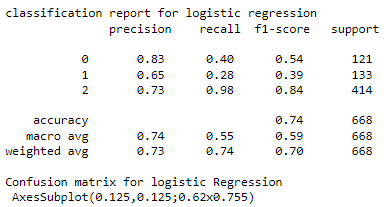 classification report for logistic regression
precision recall f1-score support
0 0.83 0.40 0.54 121
1 0.65 0.28 0.39 133
2 0.73 0.98 0.84 414
accuracy 0.74 668
macro avg 0.74 0.55 0.59 668
weighted avg 0.73 0.74 0.70 668
Confusion matrix for logistic Regression
AxesSubplot(0.125,0.125;0.62x0.755)